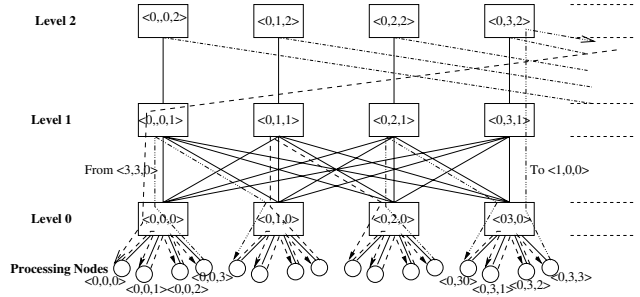 Level 2 <0,,0,2> <0,1,2> <0,2,2> <0,3,2>
Level 1 <0,,0,1> <0,1,1> <0,2,1> <0,3,1>
From <3,3,0> To <1,0,0>
Level 0 <0,0,0> <0,1,0> <0,2,0> <03,0>
Processing Nodes
<0,0,0> <0,0,3> <0,30> <0,3,3>
<0,0,1> <0,0,2> <0,3,1> <0,3,2>